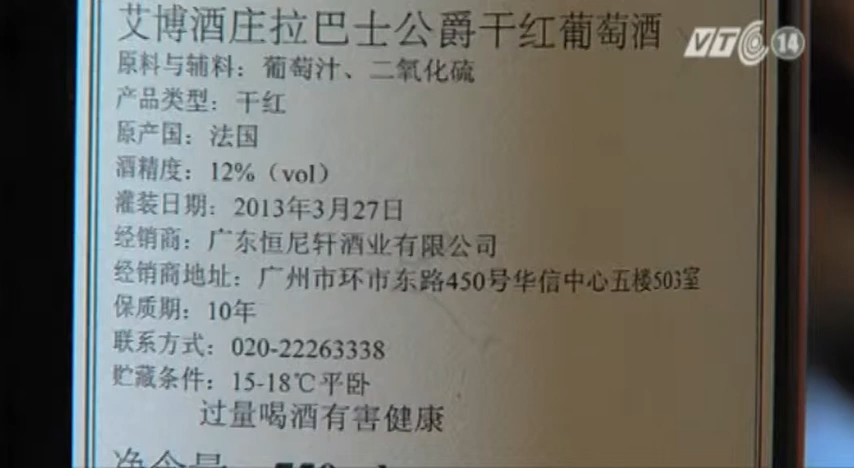 艾博酒庄拉巴士公爵干红葡萄酒
VTC 14
原料与辅料：葡萄汁、二氧化硫
产品类型：干红
原产国：法国
酒精度：12%（vol）
灌装日期：2013年3月27日
经销商：广东恒尼轩酒业有限公司
经销商地址：广州市环市东路450号华信中心五楼503室
保质期：10年
联系方式：020-22263338
贮藏条件：15-18℃平卧
过量喝酒有害健康
净含量